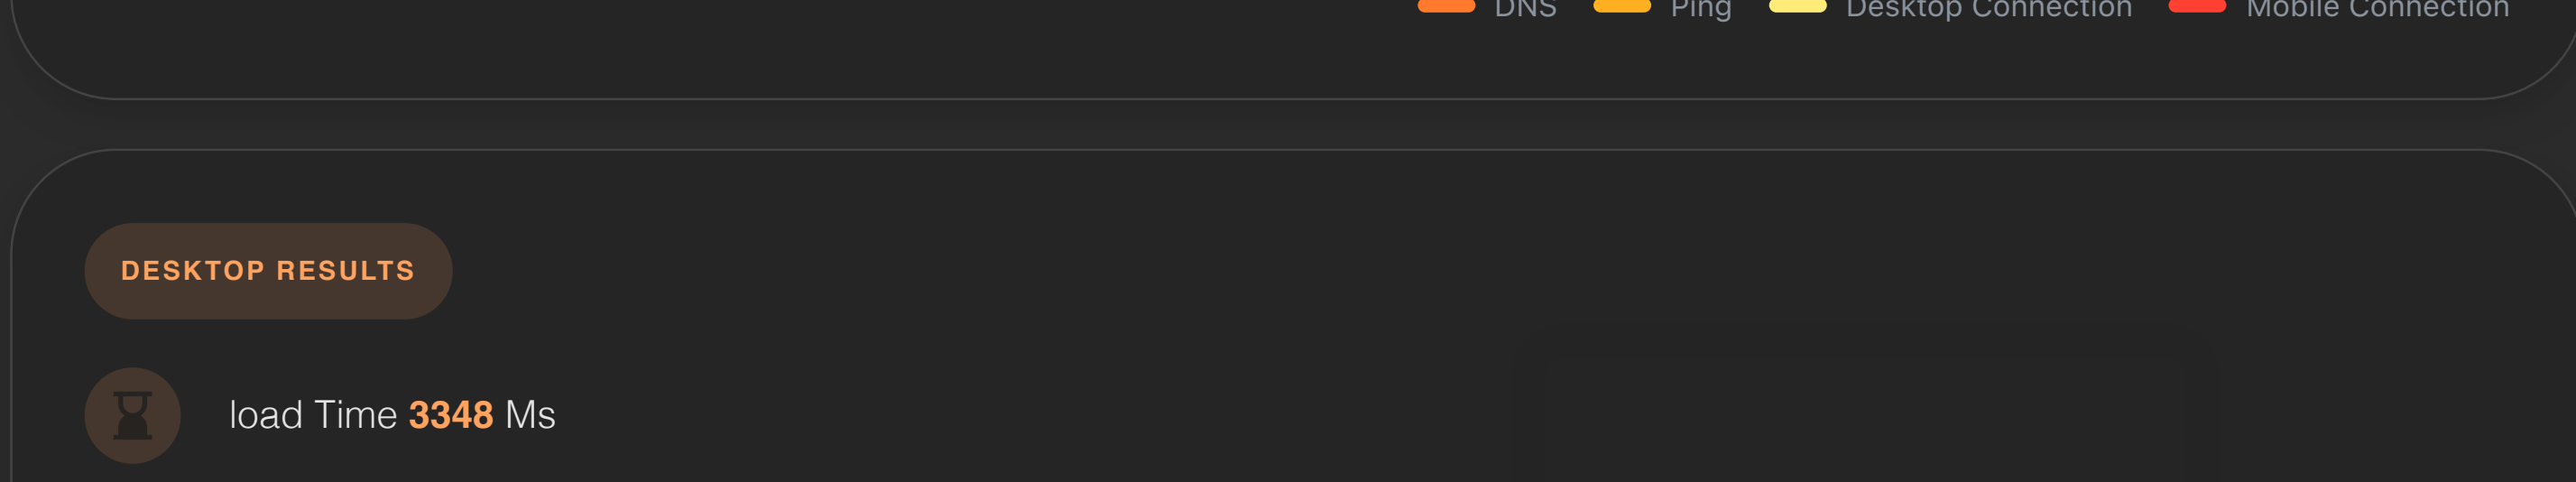 DNS Ping Desktop Connection Mobile Connection
DESKTOP RESULTS
load Time 3348 Ms